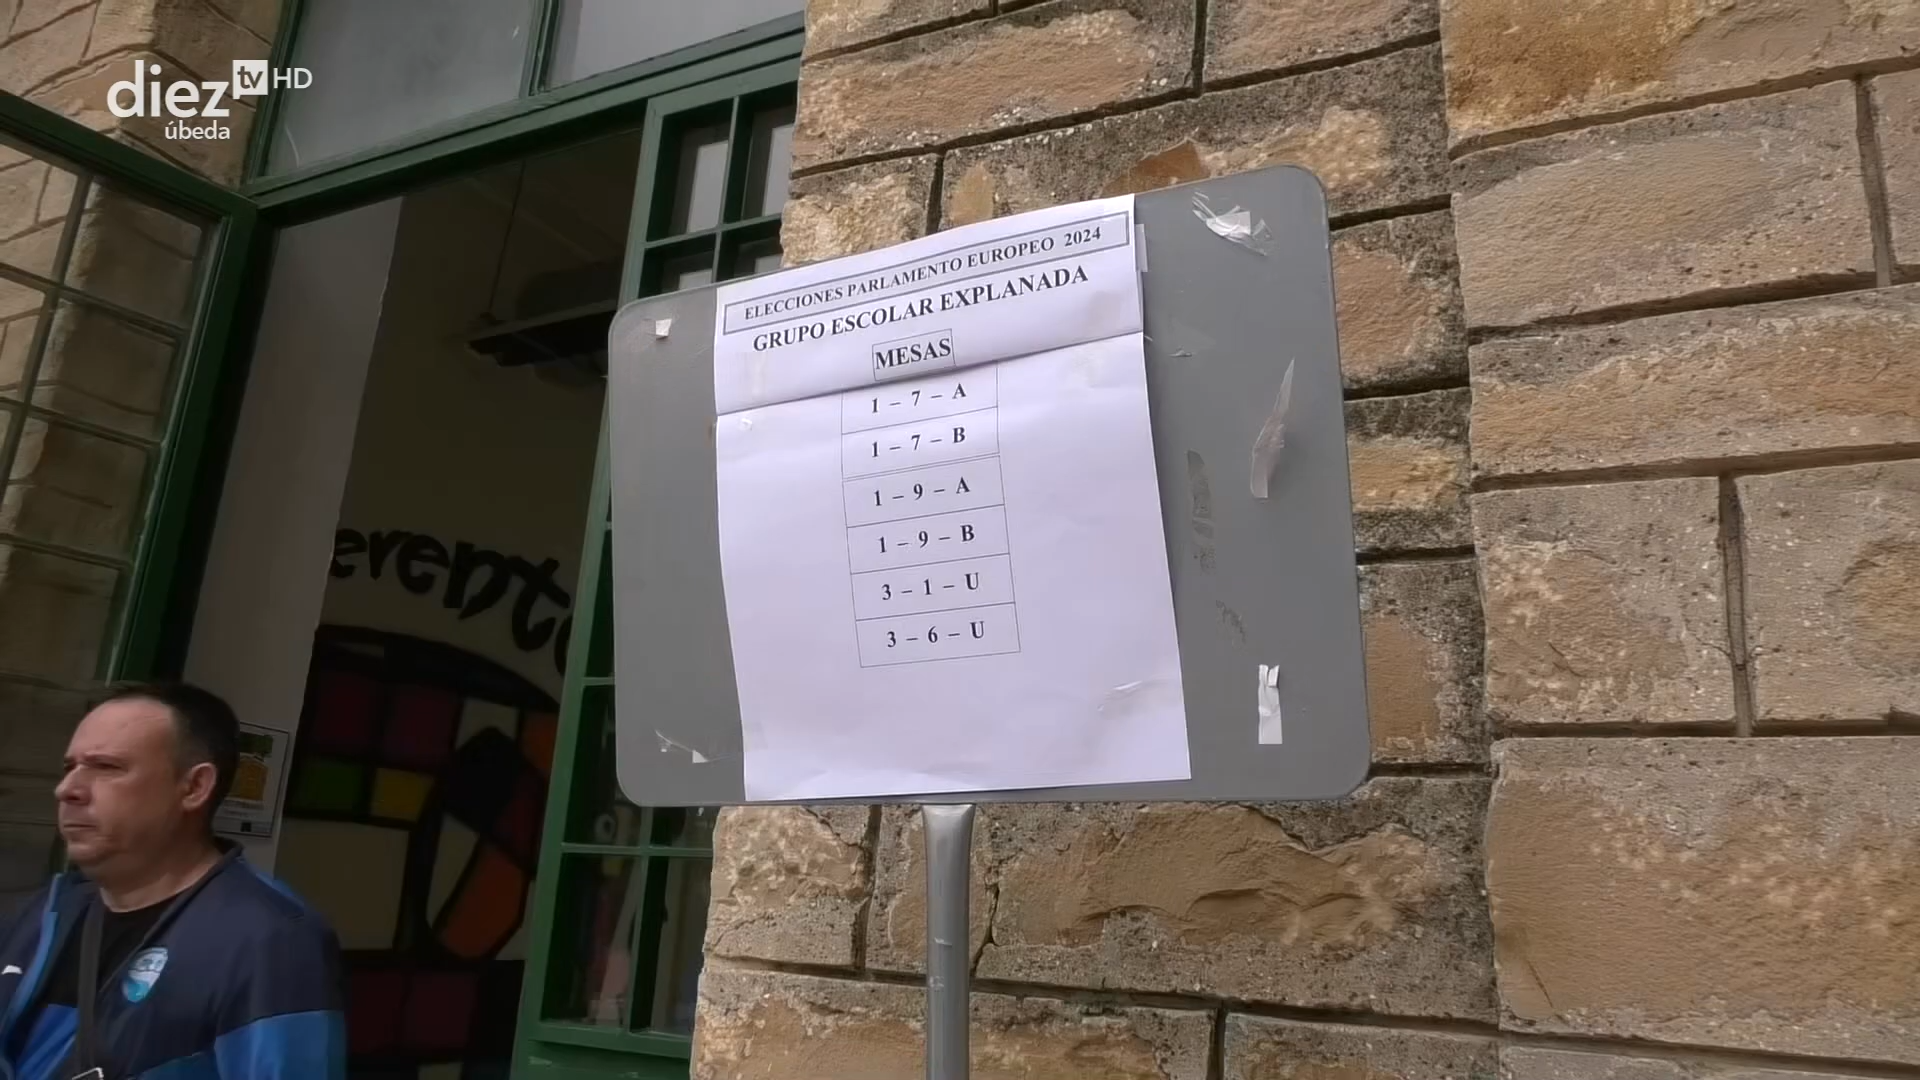 diez tv HD
úbeda
ELECCIONES PARLAMENTO EUROPEO 2024
GRUPO ESCOLAR EXPLANADA
MESAS
1 – 7 – A
1 – 7 – B
1 – 9 – A
1 – 9 – B
3 – 1 – U
3 – 6 – U